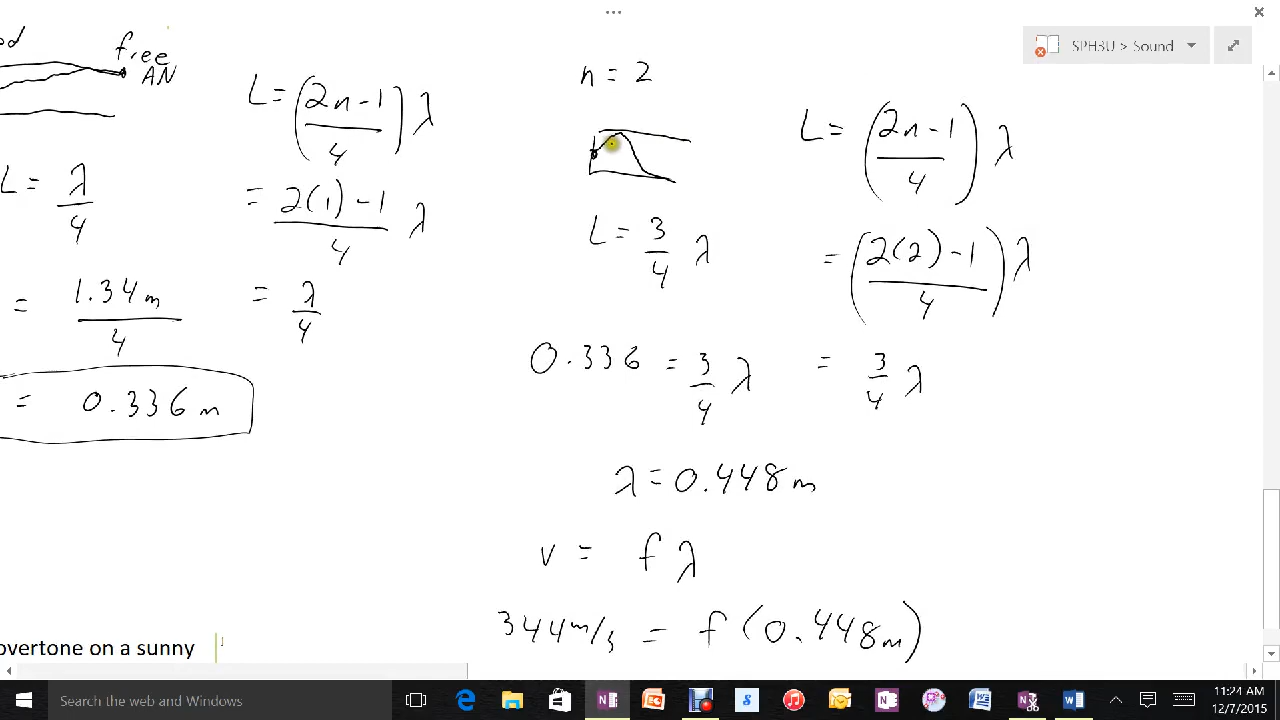 SPH3U > Sound
free
AN
L = λ/4
= 1.34 m / 4
= 0.336 m
L = ((2n - 1)/4) λ
= (2(1) - 1)/4 λ
= λ/4
n = 2
L = 3/4 λ
0.336 = 3/4 λ
λ = 0.448 m
v = f λ
344 m/s = f (0.448 m)
L = ((2n - 1)/4) λ
= ((2(2) - 1)/4) λ
= 3/4 λ
overtone on a sunny
Search the web and Windows
11:24 AM
12/7/2015